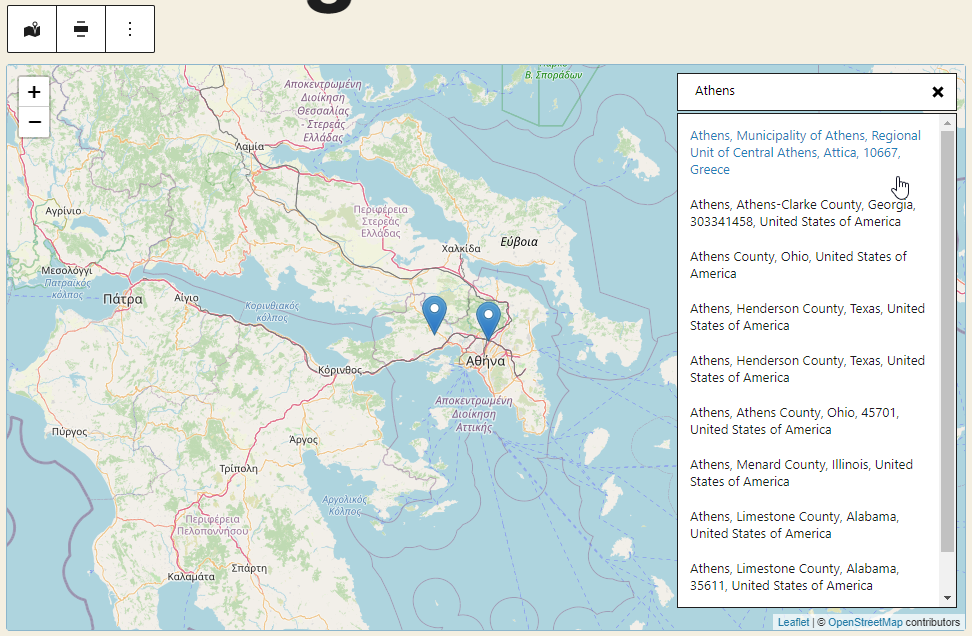 Athens
Athens, Municipality of Athens, Regional
Unit of Central Athens, Attica, 10667,
Greece
Athens, Athens-Clarke County, Georgia,
303341458, United States of America
Athens County, Ohio, United States of
America
Athens, Henderson County, Texas, United
States of America
Athens, Henderson County, Texas, United
States of America
Athens, Athens County, Ohio, 45701,
United States of America
Athens, Menard County, Illinois, United
States of America
Athens, Limestone County, Alabama,
United States of America
Athens, Limestone County, Alabama,
35611, United States of America
+
−
Β. Σποράδων
Αποκεντρωμένη
Διοίκηση
Θεσσαλίας
- Στερεάς
Ελλάδας
Λαμία
Αγρίνιο
Περιφέρεια
Στερεάς
Ελλάδας
Χαλκίδα
Εύβοια
Μεσολόγγι
Πατραϊκός
κόλπος
Πάτρα
Αίγιο
Κορινθιακός
κόλπος
Αθήνα
Κόρινθος
Αποκεντρωμένη
Διοίκηση
Αττικής
Πύργος
Άργος
Τρίπολη
Αργολικός
Κόλπος
Περιφέρεια
Πελοποννήσου
Σπάρτη
Καλαμάτα
Leaflet | © OpenStreetMap contributors